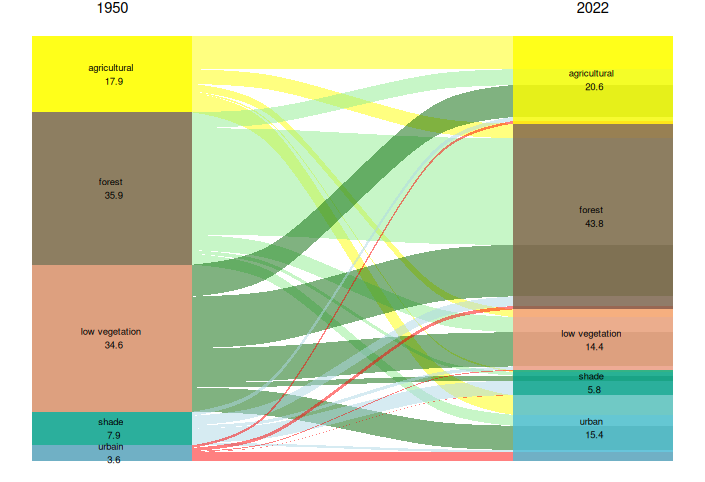 1950 2022
agricultural
17.9
forest
35.9
low vegetation
34.6
shade
7.9
urbain
3.6
agricultural
20.6
forest
43.8
low vegetation
14.4
shade
5.8
urban
15.4